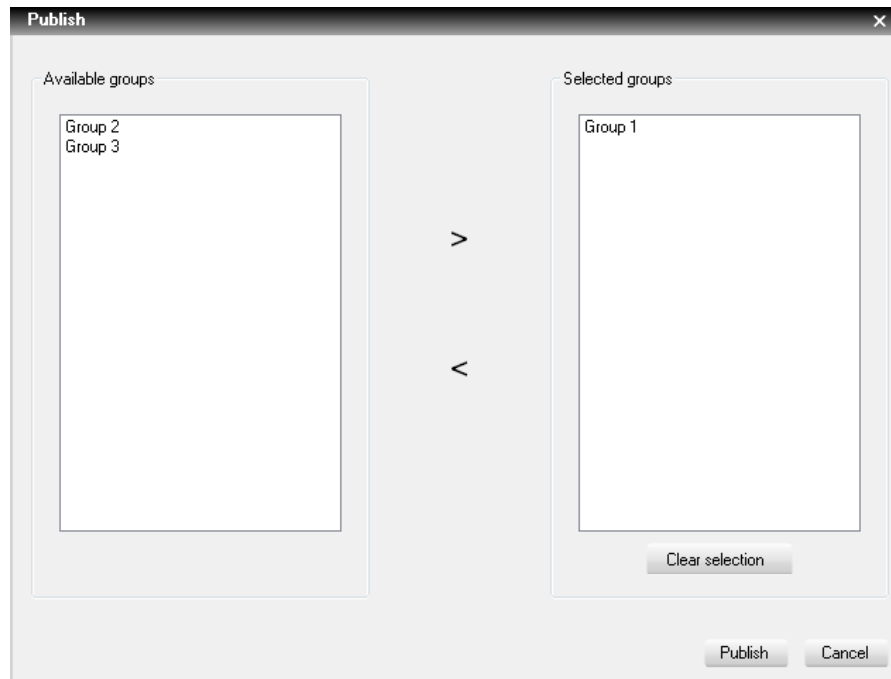 Publish
Available groups
Group 2
Group 3
>
<
Selected groups
Group 1
Clear selection
Publish
Cancel